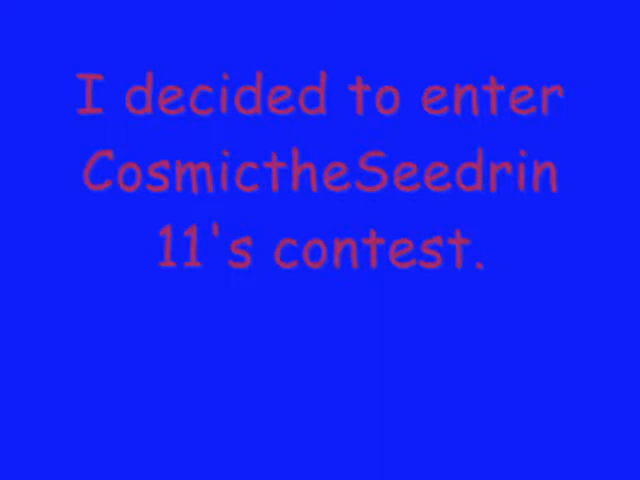 I decided to enter
CosmictheSeedrin
11's contest.